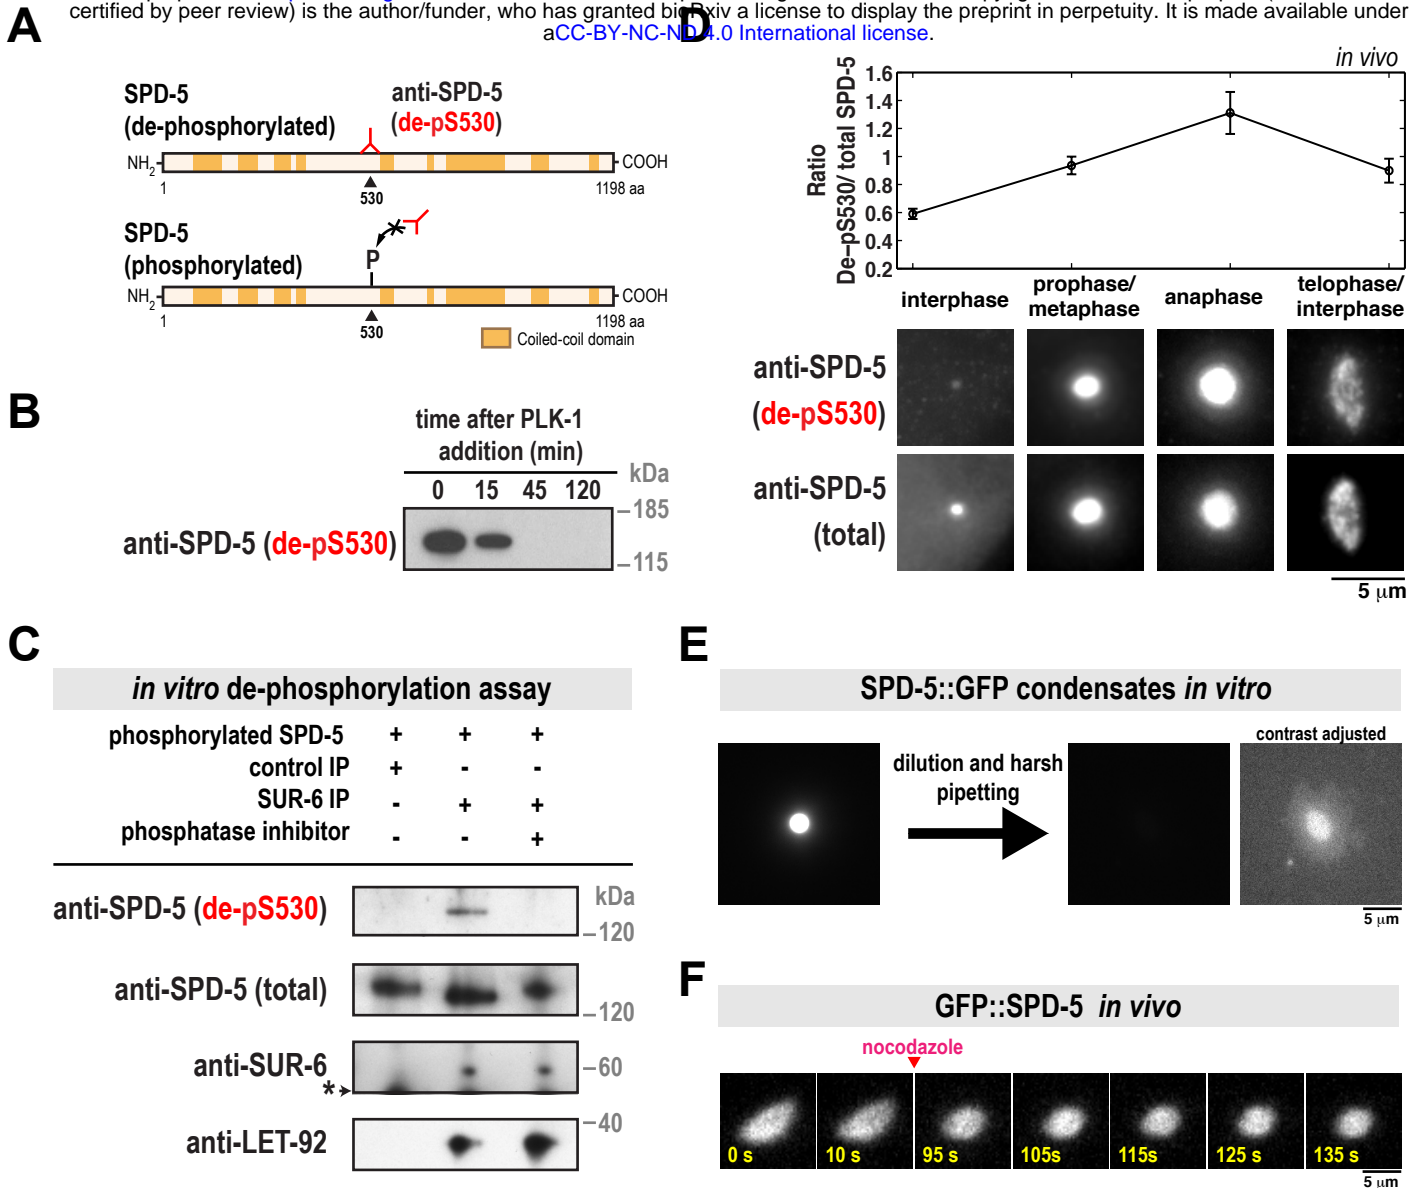 certified by peer review) is the author/funder, who has granted bioRxiv a license to display the preprint in perpetuity. It is made available under
aCC-BY-NC-ND 4.0 International license.
A
SPD-5
(de-phosphorylated)
anti-SPD-5
(de-pS530)
NH2
COOH
1
530
1198 aa
SPD-5
(phosphorylated)
P
NH2
COOH
1
530
1198 aa
Coiled-coil domain
B
time after PLK-1
addition (min)
kDa
0 15 45 120
185
anti-SPD-5 (de-pS530)
115
C
in vitro de-phosphorylation assay
phosphorylated SPD-5 + + +
control IP + - -
SUR-6 IP - + +
phosphatase inhibitor - - +
kDa
anti-SPD-5 (de-pS530)
120
anti-SPD-5 (total)
120
anti-SUR-6
60
*
40
anti-LET-92
D
in vivo
Ratio
De-pS530/ total SPD-5
1.6
1.4
1.2
1
0.8
0.6
0.4
0.2
interphase
prophase/
metaphase
anaphase
telophase/
interphase
anti-SPD-5
(de-pS530)
anti-SPD-5
(total)
5 μm
E
SPD-5::GFP condensates in vitro
contrast adjusted
dilution and harsh
pipetting
5 μm
F
GFP::SPD-5 in vivo
nocodazole
0 s 10 s 95 s 105s 115s 125 s 135 s
5 μm